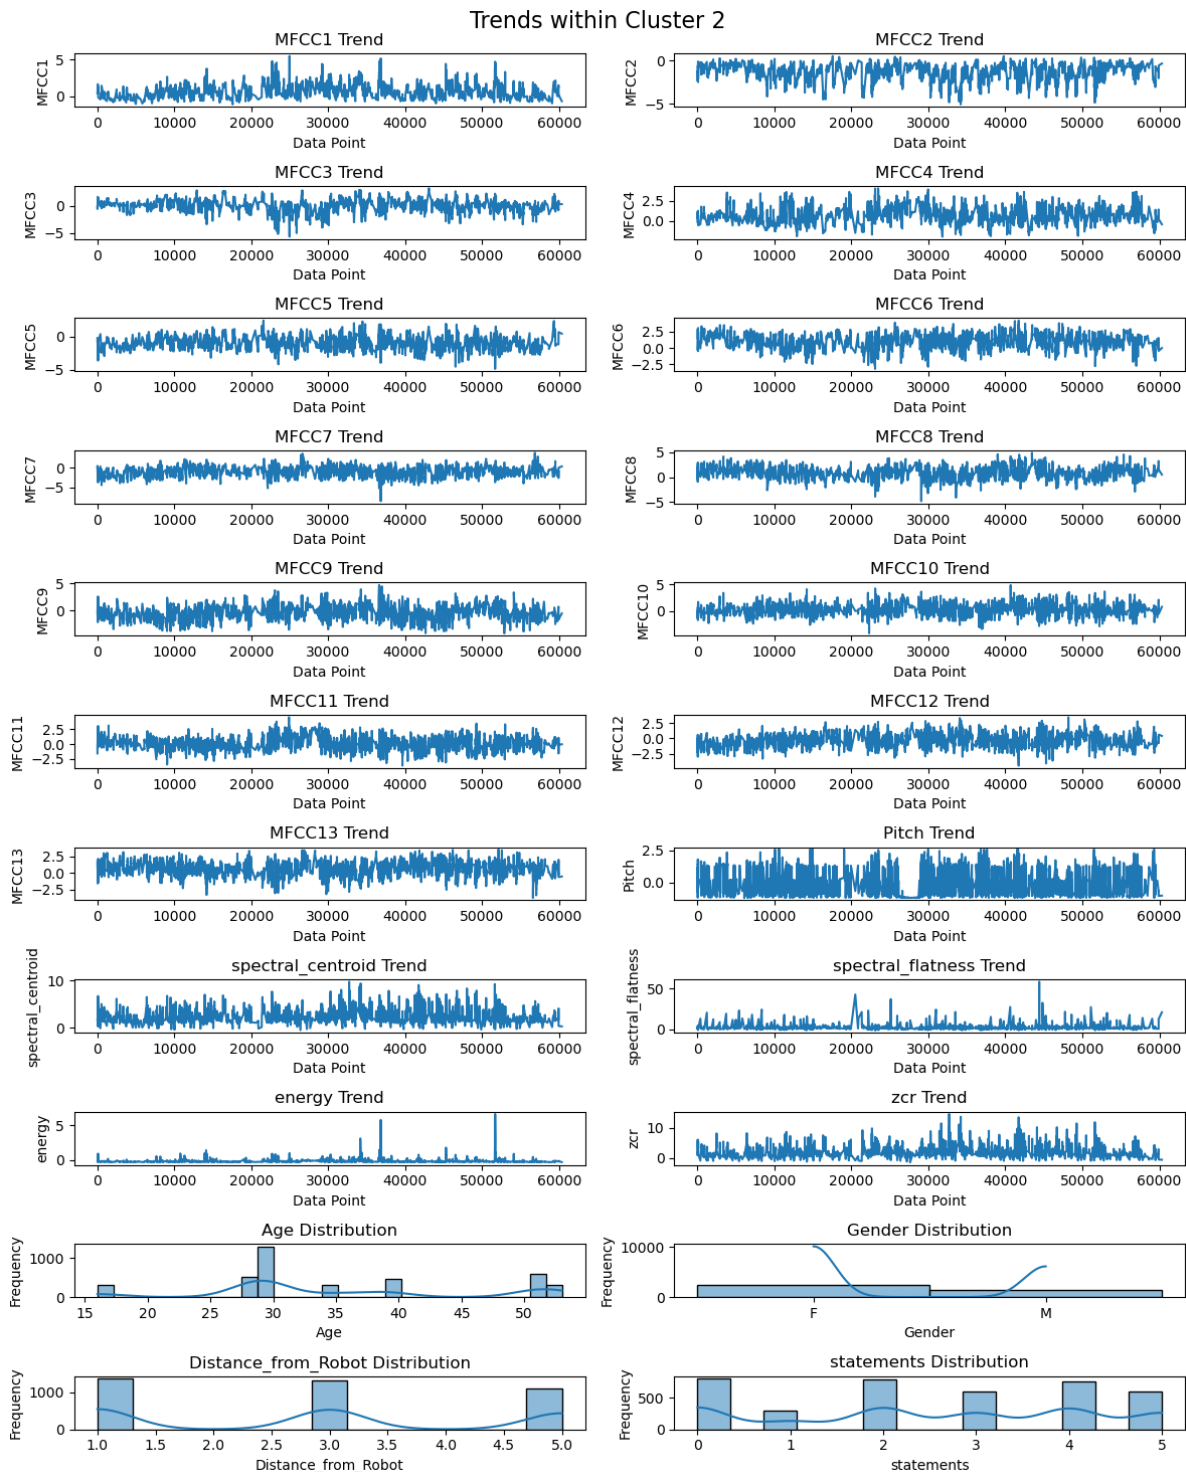 Trends within Cluster 2
MFCC1 Trend
MFCC1
5
0
0 10000 20000 30000 40000 50000 60000
Data Point
MFCC2 Trend
MFCC2
0
−5
0 10000 20000 30000 40000 50000 60000
Data Point
MFCC3 Trend
MFCC3
0
−5
0 10000 20000 30000 40000 50000 60000
Data Point
MFCC4 Trend
MFCC4
2.5
0.0
0 10000 20000 30000 40000 50000 60000
Data Point
MFCC5 Trend
MFCC5
0
−5
0 10000 20000 30000 40000 50000 60000
Data Point
MFCC6 Trend
MFCC6
2.5
0.0
−2.5
0 10000 20000 30000 40000 50000 60000
Data Point
MFCC7 Trend
MFCC7
0
−5
0 10000 20000 30000 40000 50000 60000
Data Point
MFCC8 Trend
MFCC8
5
0
−5
0 10000 20000 30000 40000 50000 60000
Data Point
MFCC9 Trend
MFCC9
5
0
0 10000 20000 30000 40000 50000 60000
Data Point
MFCC10 Trend
MFCC10
5
0
0 10000 20000 30000 40000 50000 60000
Data Point
MFCC11 Trend
MFCC11
2.5
0.0
−2.5
0 10000 20000 30000 40000 50000 60000
Data Point
MFCC12 Trend
MFCC12
2.5
0.0
−2.5
0 10000 20000 30000 40000 50000 60000
Data Point
MFCC13 Trend
MFCC13
2.5
0.0
−2.5
0 10000 20000 30000 40000 50000 60000
Data Point
Pitch Trend
Pitch
2.5
0.0
0 10000 20000 30000 40000 50000 60000
Data Point
spectral_centroid Trend
spectral_centroid
10
0
0 10000 20000 30000 40000 50000 60000
Data Point
spectral_flatness Trend
spectral_flatness
50
0
0 10000 20000 30000 40000 50000 60000
Data Point
energy Trend
energy
5
0
0 10000 20000 30000 40000 50000 60000
Data Point
zcr Trend
zcr
10
0
0 10000 20000 30000 40000 50000 60000
Data Point
Age Distribution
Frequency
1000
0
15 20 25 30 35 40 45 50
Age
Gender Distribution
Frequency
10000
0
F M
Gender
Distance_from_Robot Distribution
Frequency
1000
0
1.0 1.5 2.0 2.5 3.0 3.5 4.0 4.5 5.0
Distance_from_Robot
statements Distribution
Frequency
500
0
0 1 2 3 4 5
statements